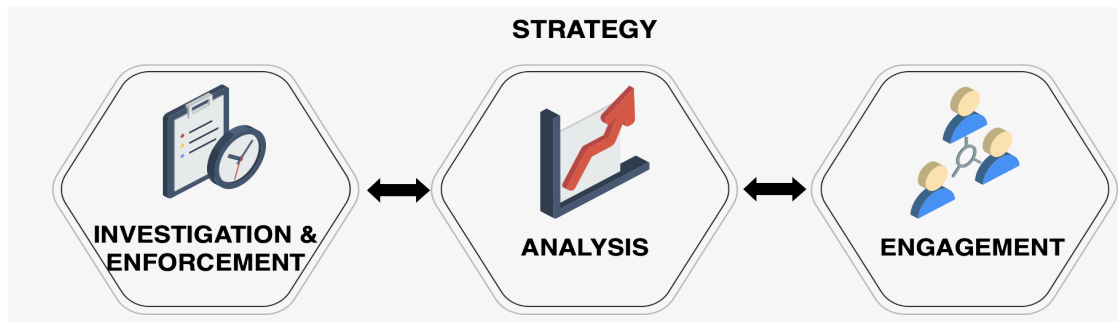 STRATEGY
INVESTIGATION &
ENFORCEMENT
ANALYSIS
ENGAGEMENT